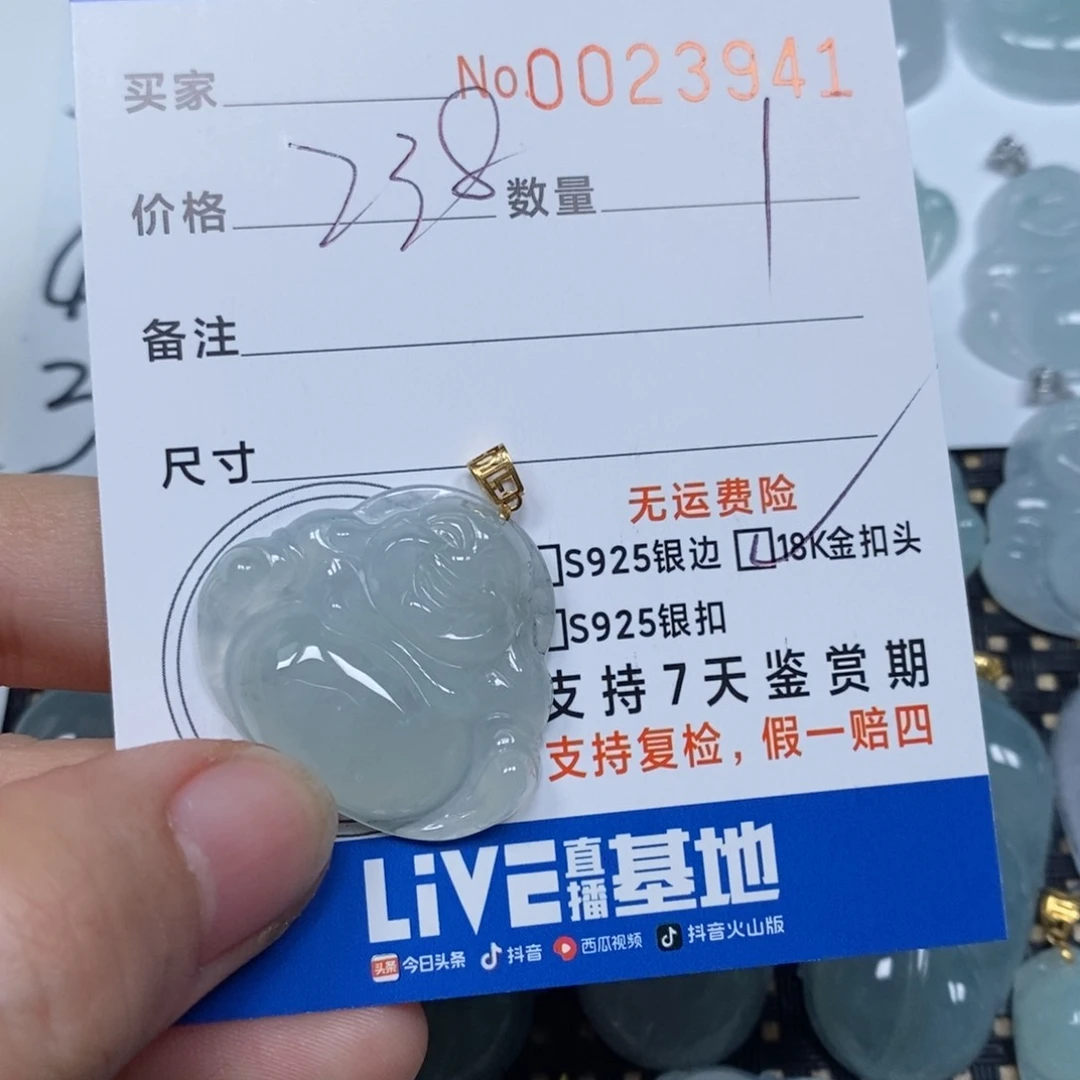 买家 No.0023941
价格 238 数量 1
备注
尺寸
无运费险
S925银边 18K金扣头
S925银扣
支持7天鉴赏期
支持复检，假一赔四
LiVE直播基地
头条 今日头条 抖音 西瓜视频 抖音火山版